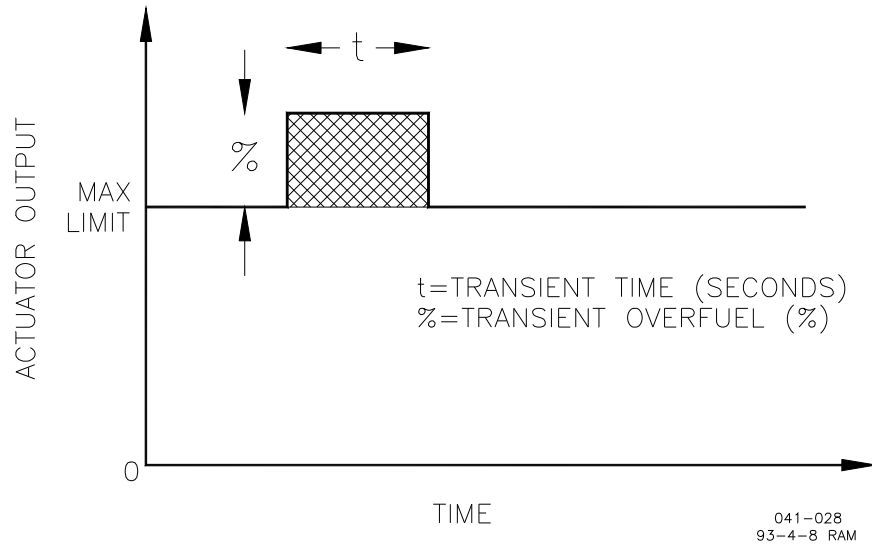 t
%
ACTUATOR OUTPUT
MAX
LIMIT
t=TRANSIENT TIME (SECONDS)
%=TRANSIENT OVERFUEL (%)
0
TIME
041-028
93-4-8 RAM